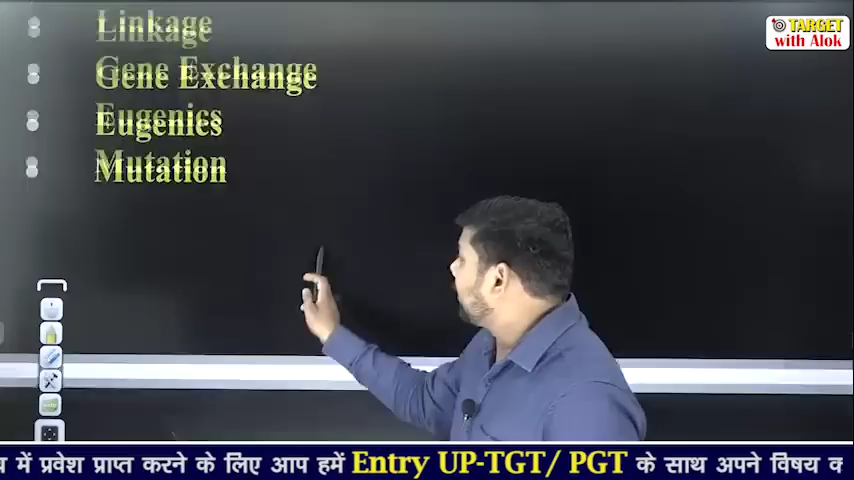 Linkage
TARGET
with Alok
Gene Exchange
Eugenics
Mutation
में प्रवेश प्राप्त करने के लिए आप हमें Entry UP-TGT/ PGT के साथ अपने विषय